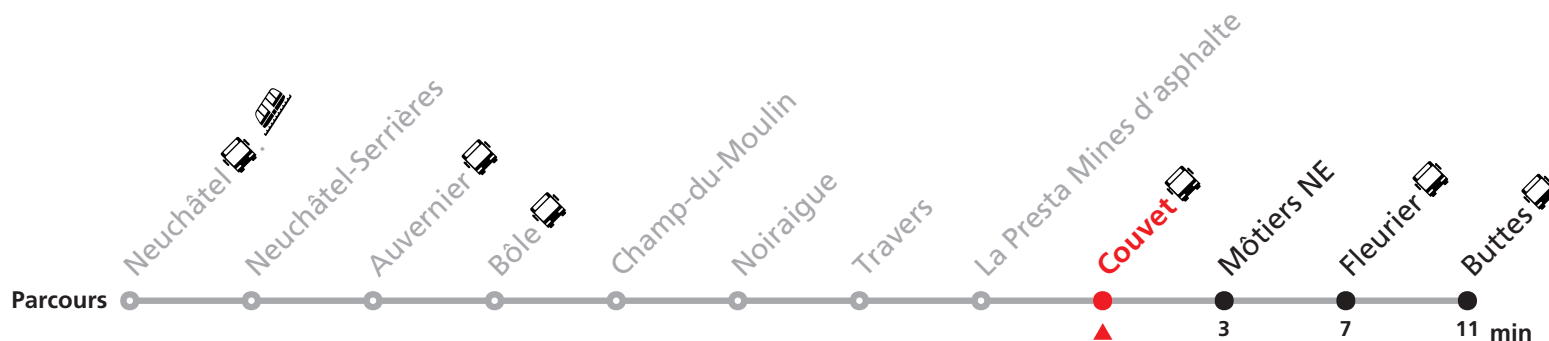 Neuchâtel
Neuchâtel-Serrières
Auvernier
Bôle
Champ-du-Moulin
Noiraigue
Travers
La Presta Mines d'asphalte
Couvet
Môtiers NE
Fleurier
Buttes
Parcours
3 7 11 min